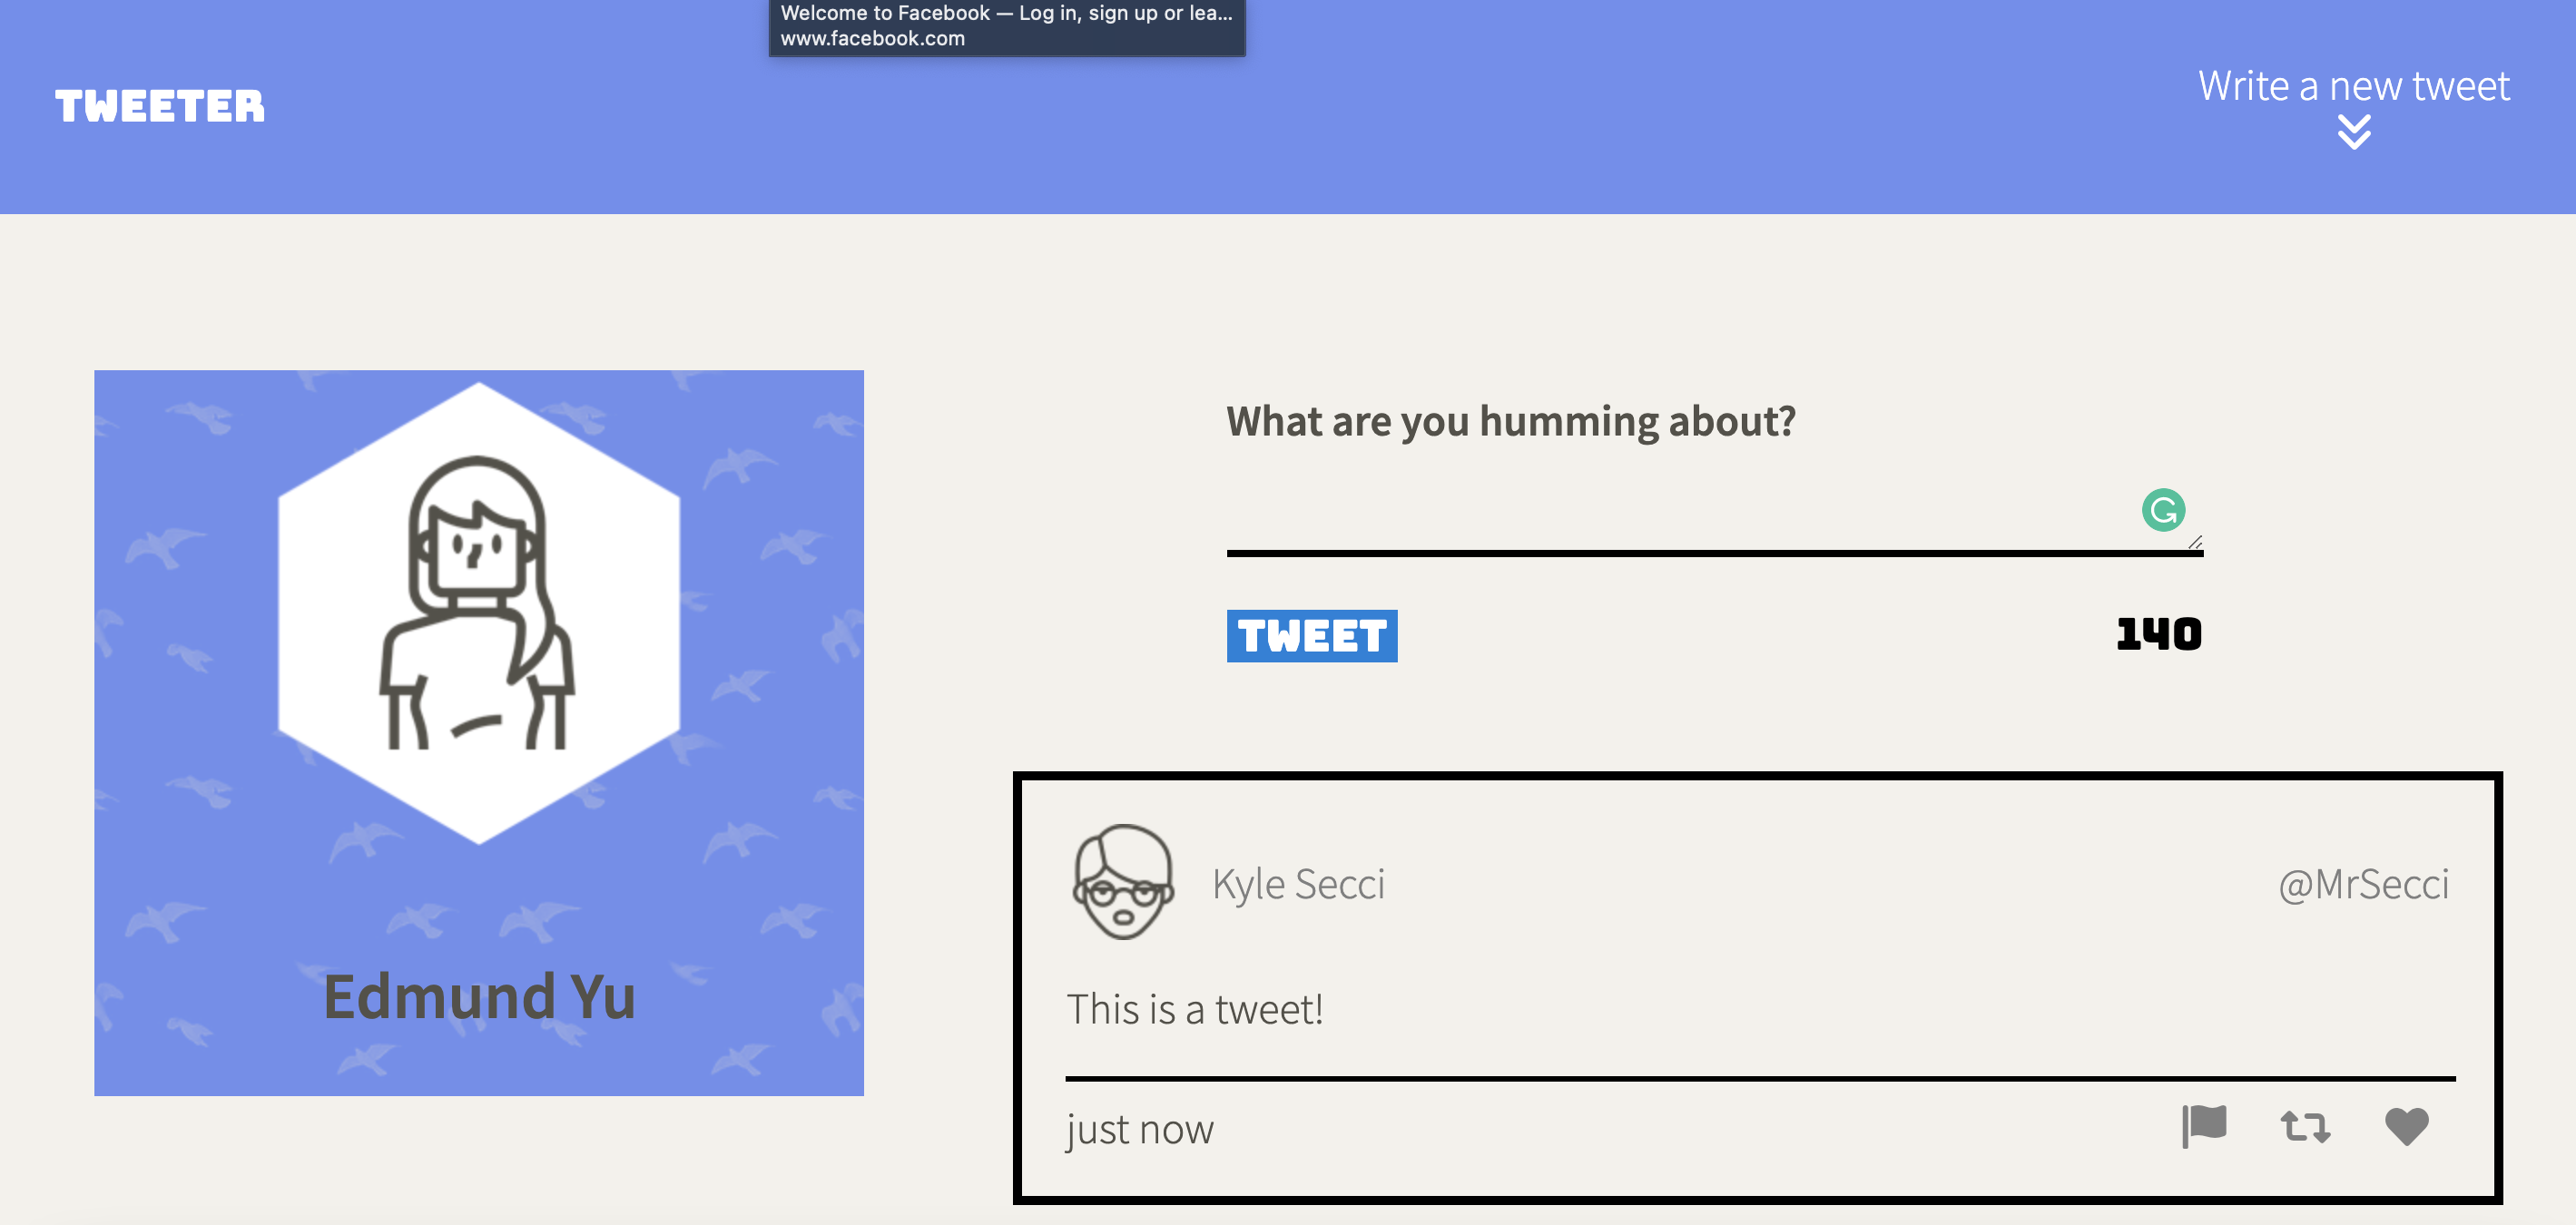 Welcome to Facebook — Log in, sign up or lea...
www.facebook.com
TWEETER
Write a new tweet
What are you humming about?
TWEET
140
Edmund Yu
Kyle Secci
@MrSecci
This is a tweet!
just now